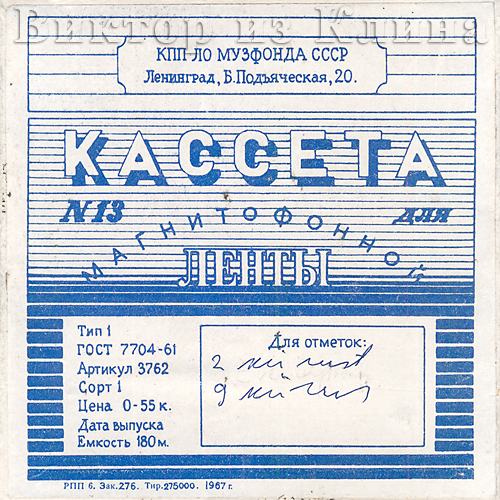 Виктор из Клина
КПП ЛО МУЗФОНДА СССР
Ленинград, Б.Подъяческая, 20.
КАССЕТА
№13 ДЛЯ
МАГНИТОФОННОЙ
ЛЕНТЫ
Тип 1
ГОСТ 7704-61
Артикул 3762
Сорт 1
Цена 0-55 к.
Дата выпуска
Емкость 180 м.
Для отметок:
2
9
РПП 6. Зак.276. Тир.275000. 1967 г.